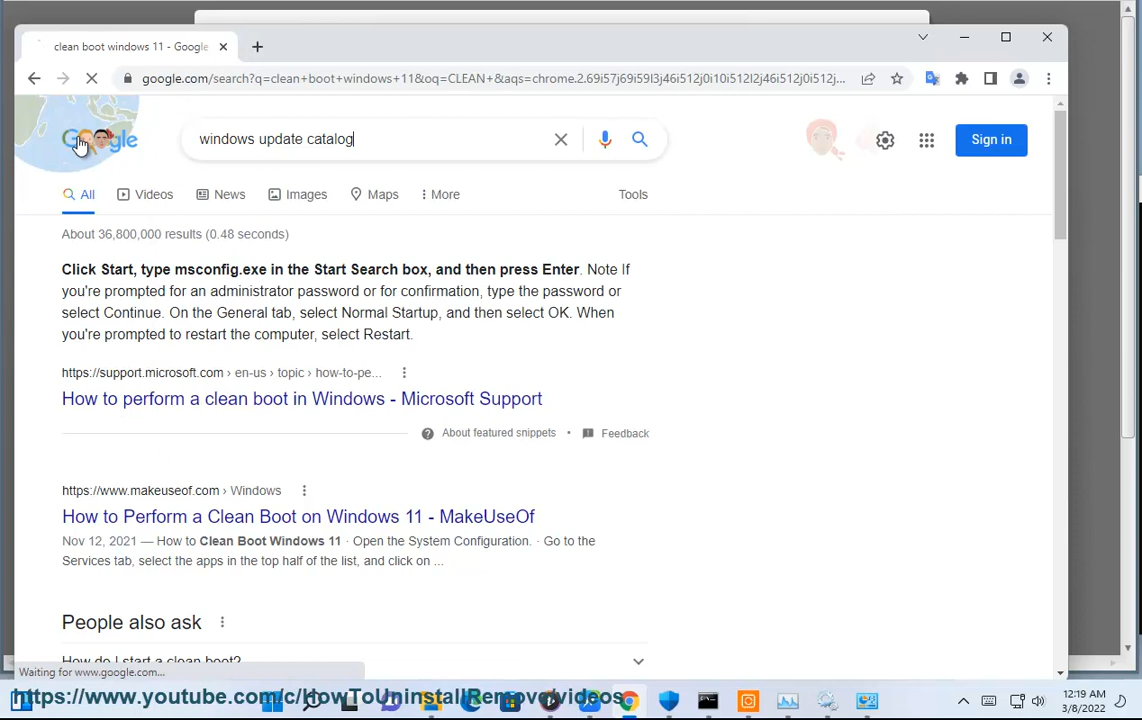 clean boot windows 11 - Google
google.com/search?q=clean+boot+windows+11&oq=CLEAN+&aqs=chrome.2.69i57j69i59l3j46i512j0i10i512l2j46i512j0i512j...
Google
windows update catalog
Sign in
All
Videos
News
Images
Maps
More
Tools
About 36,800,000 results (0.48 seconds)
Click Start, type msconfig.exe in the Start Search box, and then press Enter. Note If
you're prompted for an administrator password or for confirmation, type the password or
select Continue. On the General tab, select Normal Startup, and then select OK. When
you're prompted to restart the computer, select Restart.
https://support.microsoft.com › en-us › topic › how-to-pe...
How to perform a clean boot in Windows - Microsoft Support
About featured snippets • Feedback
https://www.makeuseof.com › Windows
How to Perform a Clean Boot on Windows 11 - MakeUseOf
Nov 12, 2021 — How to Clean Boot Windows 11 · Open the System Configuration. · Go to the
Services tab, select the apps in the top half of the list, and click on ...
People also ask
How do I start a clean boot?
Waiting for www.google.com...
https://www.youtube.com/c/HowToUninstallRemovevideos
12:19 AM
3/8/2022